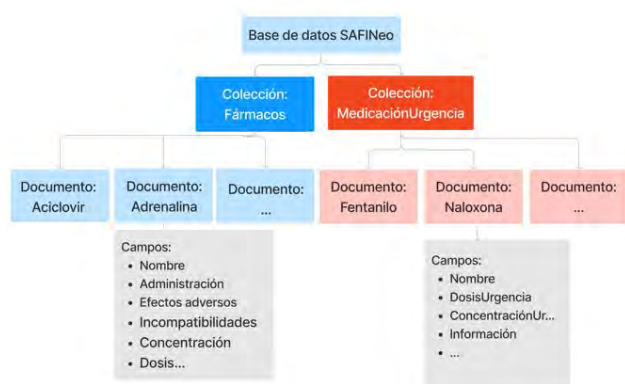 Base de datos SAFINeo
Colección:
Fármacos
Colección:
MedicaciónUrgencia
Documento:
Aciclovir
Documento:
Adrenalina
Documento:
...
Documento:
Fentanilo
Documento:
Naloxona
Documento:
...
Campos:
• Nombre
• Administración
• Efectos adversos
• Incompatibilidades
• Concentración
• Dosis...
Campos:
• Nombre
• DosisUrgencia
• ConcentraciónUr...
• Información
• ...